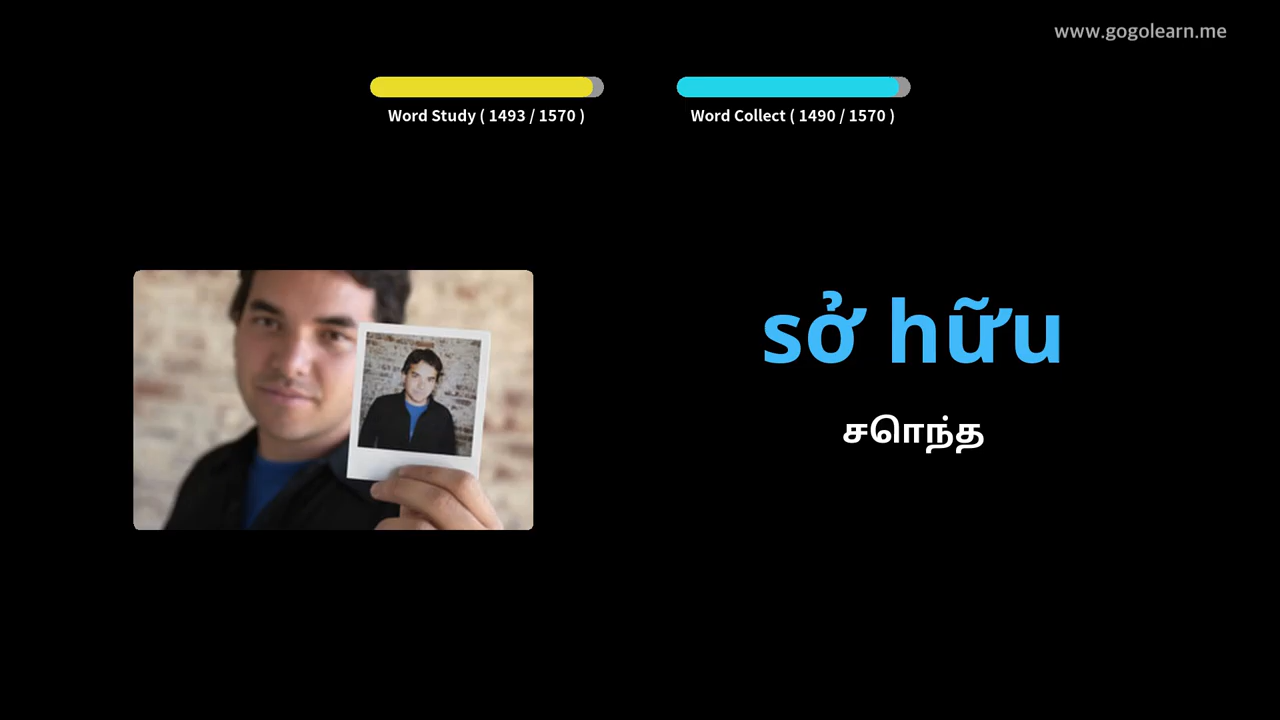 www.gogolearn.me
Word Study ( 1493 / 1570 )
Word Collect ( 1490 / 1570 )
sở hữu
சொந்த